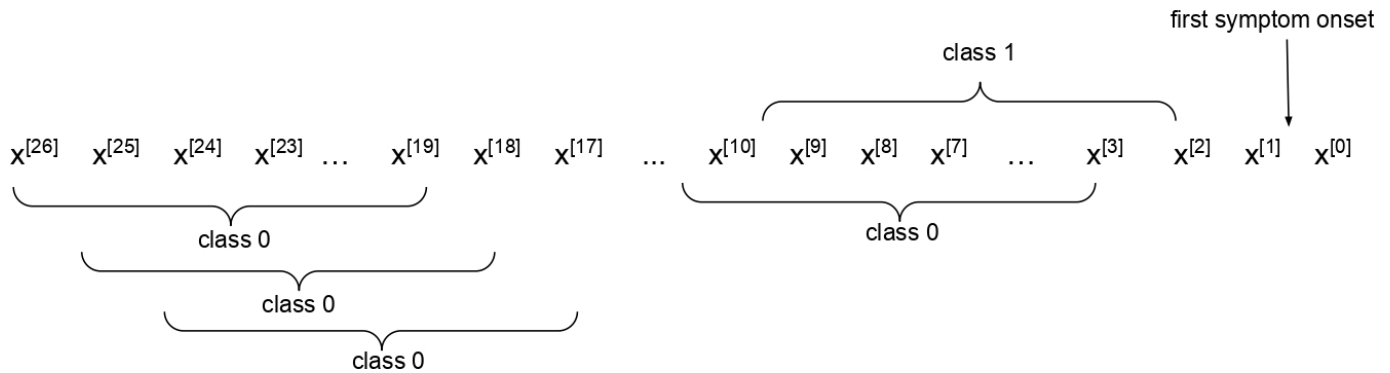 first symptom onset
class 1
x[26] x[25] x[24] x[23] ... x[19] x[18] x[17] ... x[10] x[9] x[8] x[7] ... x[3] x[2] x[1] x[0]
class 0
class 0
class 0
class 0